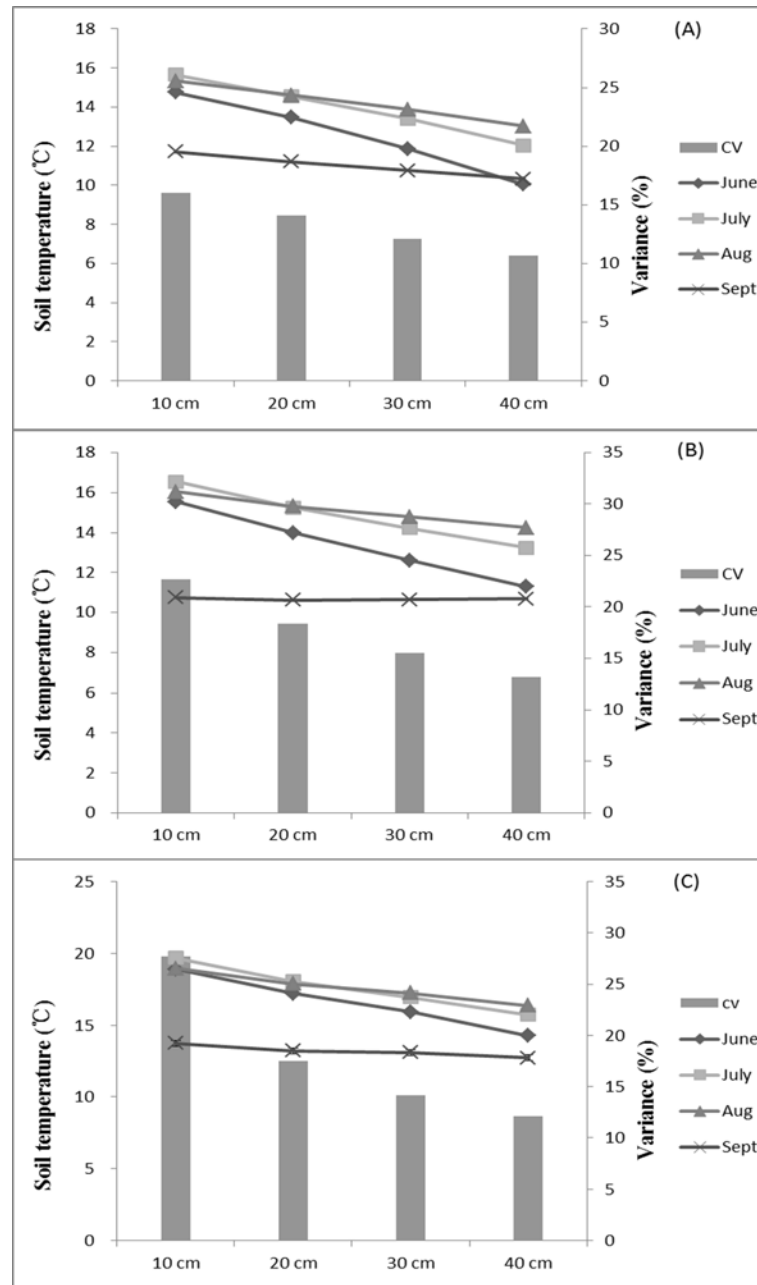 (A)
Soil temperature (℃)
18
16
14
12
10
8
6
4
2
0
30
25
20
15
10
5
0
Variance (%)
10 cm 20 cm 30 cm 40 cm
CV
June
July
Aug
Sept
(B)
Soil temperature (℃)
18
16
14
12
10
8
6
4
2
0
35
30
25
20
15
10
5
0
Variance (%)
10 cm 20 cm 30 cm 40 cm
CV
June
July
Aug
Sept
(C)
Soil temperature (℃)
25
20
15
10
5
0
35
30
25
20
15
10
5
0
Variance (%)
10 cm 20 cm 30 cm 40 cm
cv
June
July
Aug
Sept